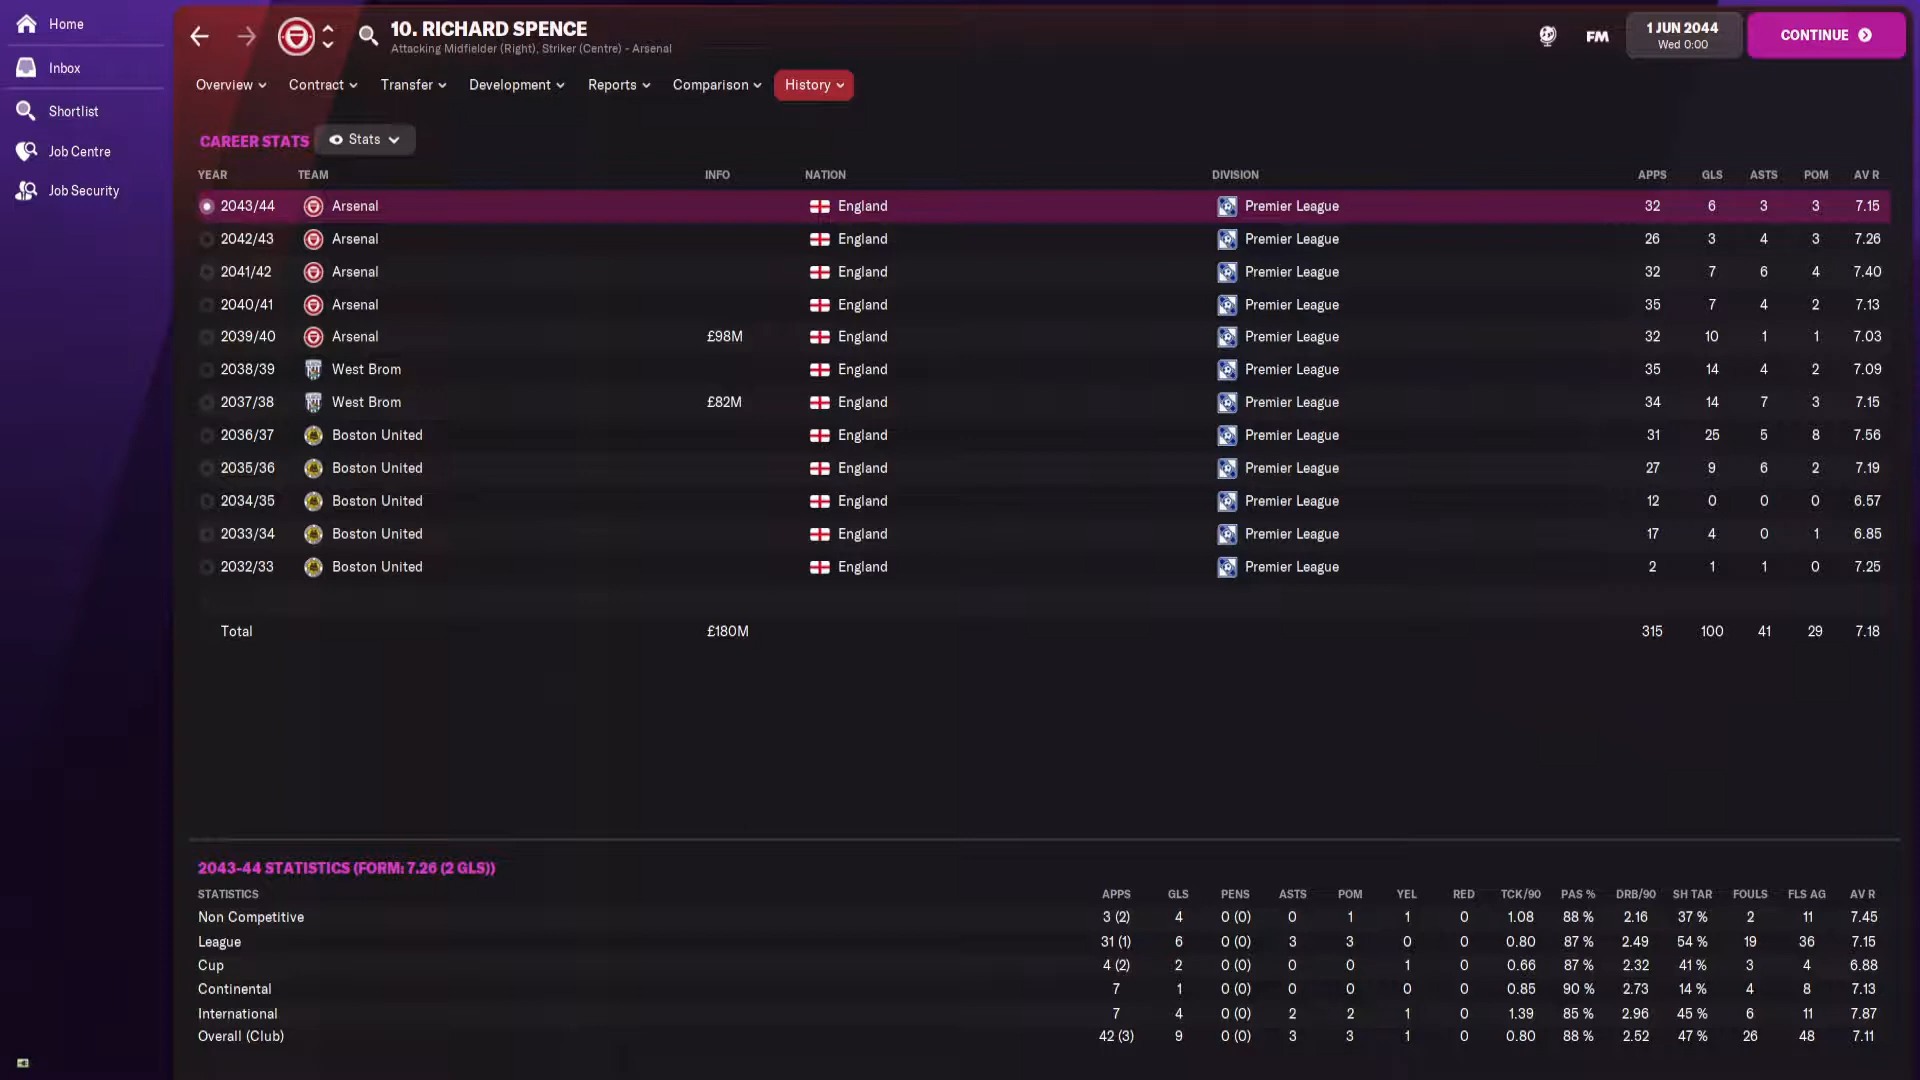 Home
Inbox
Shortlist
Job Centre
Job Security
10. RICHARD SPENCE
Attacking Midfielder (Right), Striker (Centre) - Arsenal
FM
1 JUN 2044
Wed 0:00
CONTINUE
Overview Contract Transfer Development Reports Comparison History
CAREER STATS Stats
YEAR TEAM INFO NATION DIVISION APPS GLS ASTS POM AV R
2043/44 Arsenal England Premier League 32 6 3 3 7.15
2042/43 Arsenal England Premier League 26 3 4 3 7.26
2041/42 Arsenal England Premier League 32 7 6 4 7.40
2040/41 Arsenal England Premier League 35 7 4 2 7.13
2039/40 Arsenal £98M England Premier League 32 10 1 1 7.03
2038/39 West Brom England Premier League 35 14 4 2 7.09
2037/38 West Brom £82M England Premier League 34 14 7 3 7.15
2036/37 Boston United England Premier League 31 25 5 8 7.56
2035/36 Boston United England Premier League 27 9 6 2 7.19
2034/35 Boston United England Premier League 12 0 0 0 6.57
2033/34 Boston United England Premier League 17 4 0 1 6.85
2032/33 Boston United England Premier League 2 1 1 0 7.25
Total £180M 315 100 41 29 7.18
2043-44 STATISTICS (FORM: 7.26 (2 GLS))
STATISTICS APPS GLS PENS ASTS POM YEL RED TCK/90 PAS % DRB/90 SH TAR FOULS FLS AG AV R
Non Competitive 3 (2) 4 0 (0) 0 1 1 0 1.08 88 % 2.16 37 % 2 11 7.45
League 31 (1) 6 0 (0) 3 3 0 0 0.80 87 % 2.49 54 % 19 36 7.15
Cup 4 (2) 2 0 (0) 0 0 1 0 0.66 87 % 2.32 41 % 3 4 6.88
Continental 7 1 0 (0) 0 0 0 0 0.85 90 % 2.73 14 % 4 8 7.13
International 7 4 0 (0) 2 2 1 0 1.39 85 % 2.96 45 % 6 11 7.87
Overall (Club) 42 (3) 9 0 (0) 3 3 1 0 0.80 88 % 2.52 47 % 26 48 7.11